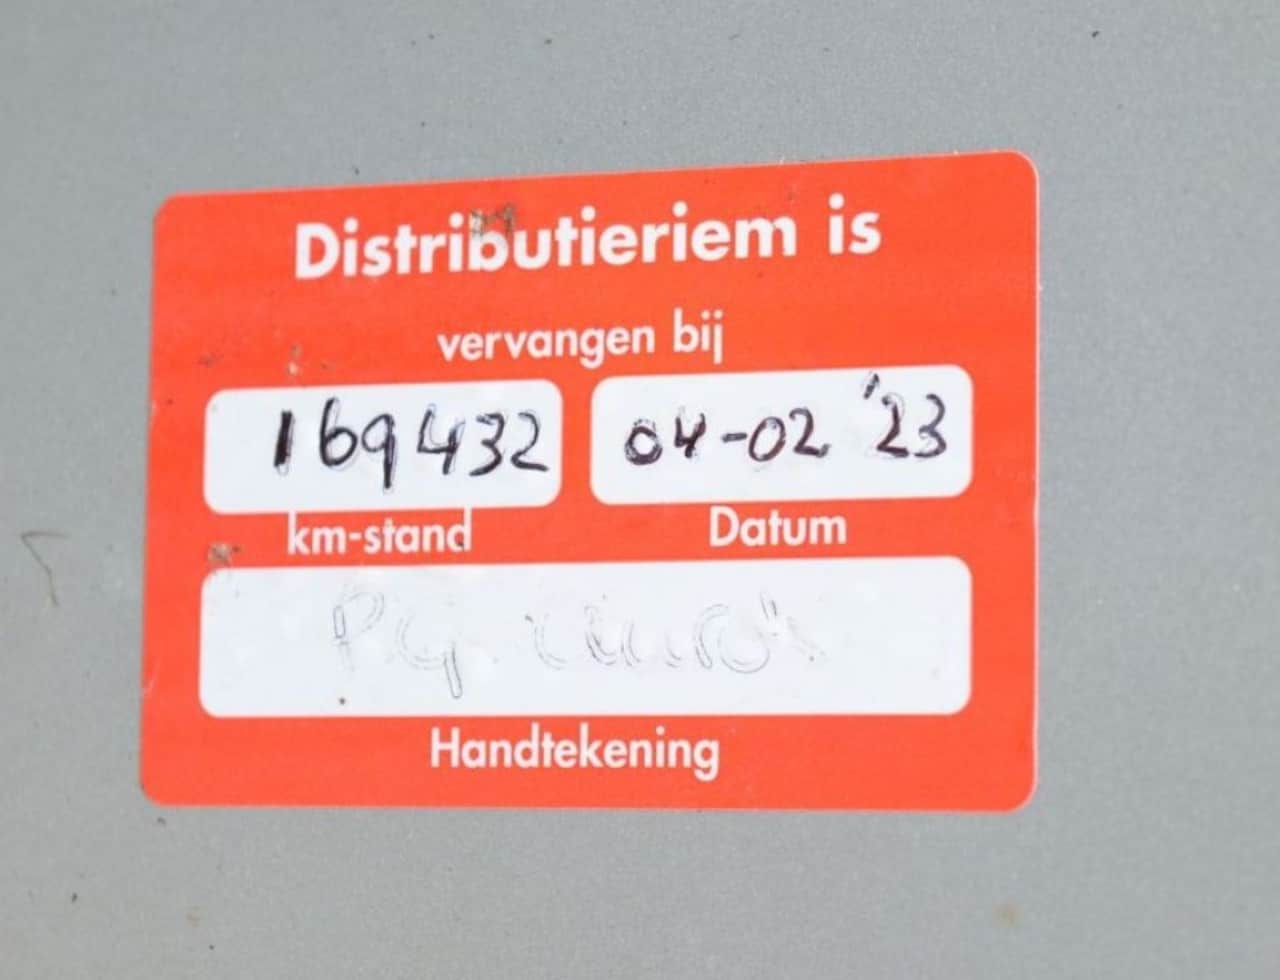 Distributieriem is
vervangen bij
169432 04-02 '23
km-stand Datum
Handtekening